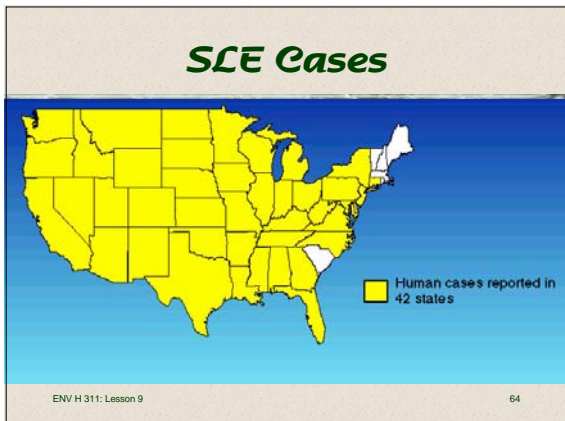 SLE Cases
Human cases reported in
42 states
ENV H 311: Lesson 9
64